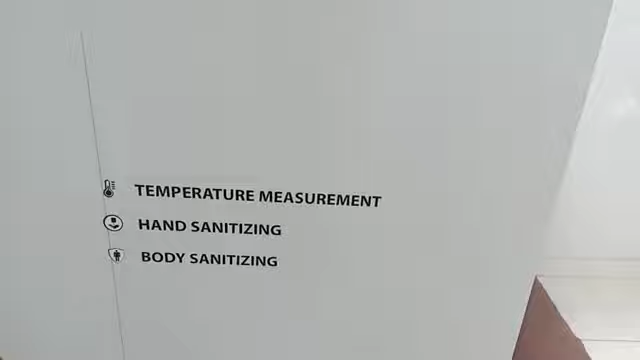 TEMPERATURE MEASUREMENT
HAND SANITIZING
BODY SANITIZING